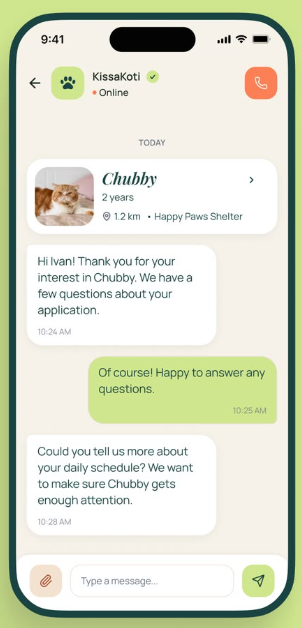 9:41
KissaKoti
Online
TODAY
Chubby
2 years
1.2 km • Happy Paws Shelter
Hi Ivan! Thank you for your
interest in Chubby. We have a
few questions about your
application.
10:24 AM
Of course! Happy to answer any
questions.
10:25 AM
Could you tell us more about
your daily schedule? We want
to make sure Chubby gets
enough attention.
10:28 AM
Type a message...